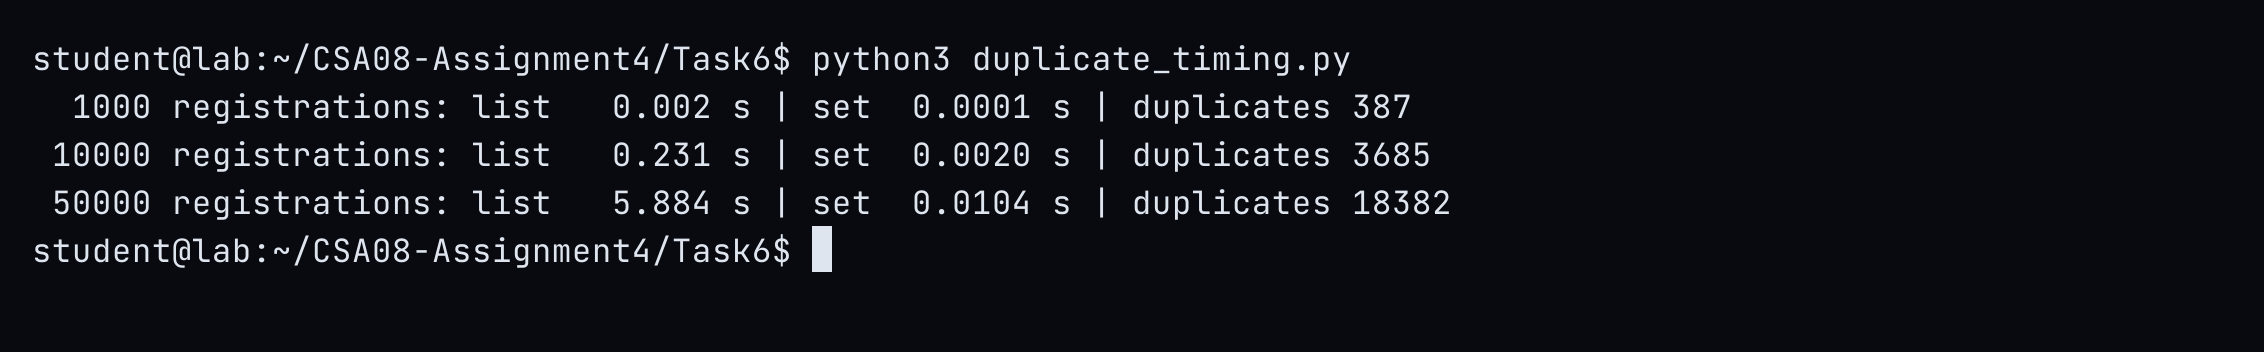 student@lab:~/CSA08-Assignment4/Task6$ python3 duplicate_timing.py
  1000 registrations: list   0.002 s | set  0.0001 s | duplicates 387
 10000 registrations: list   0.231 s | set  0.0020 s | duplicates 3685
 50000 registrations: list   5.884 s | set  0.0104 s | duplicates 18382
student@lab:~/CSA08-Assignment4/Task6$